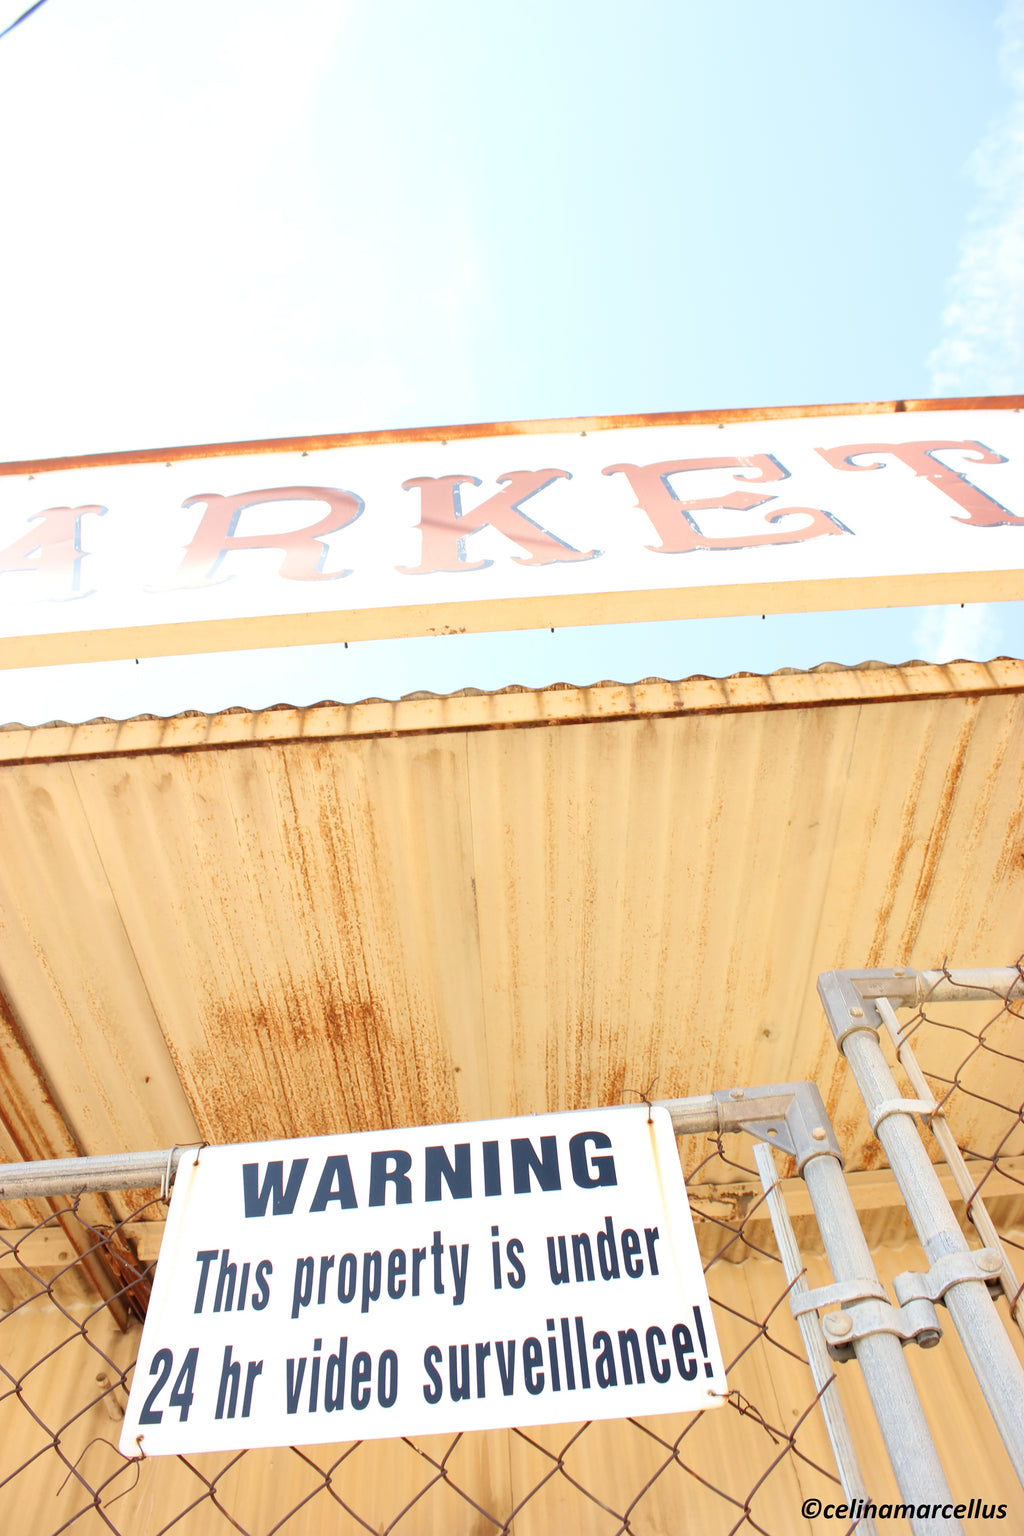 ARKET
WARNING
This property is under
24 hr video surveillance!
©celinamarcellus